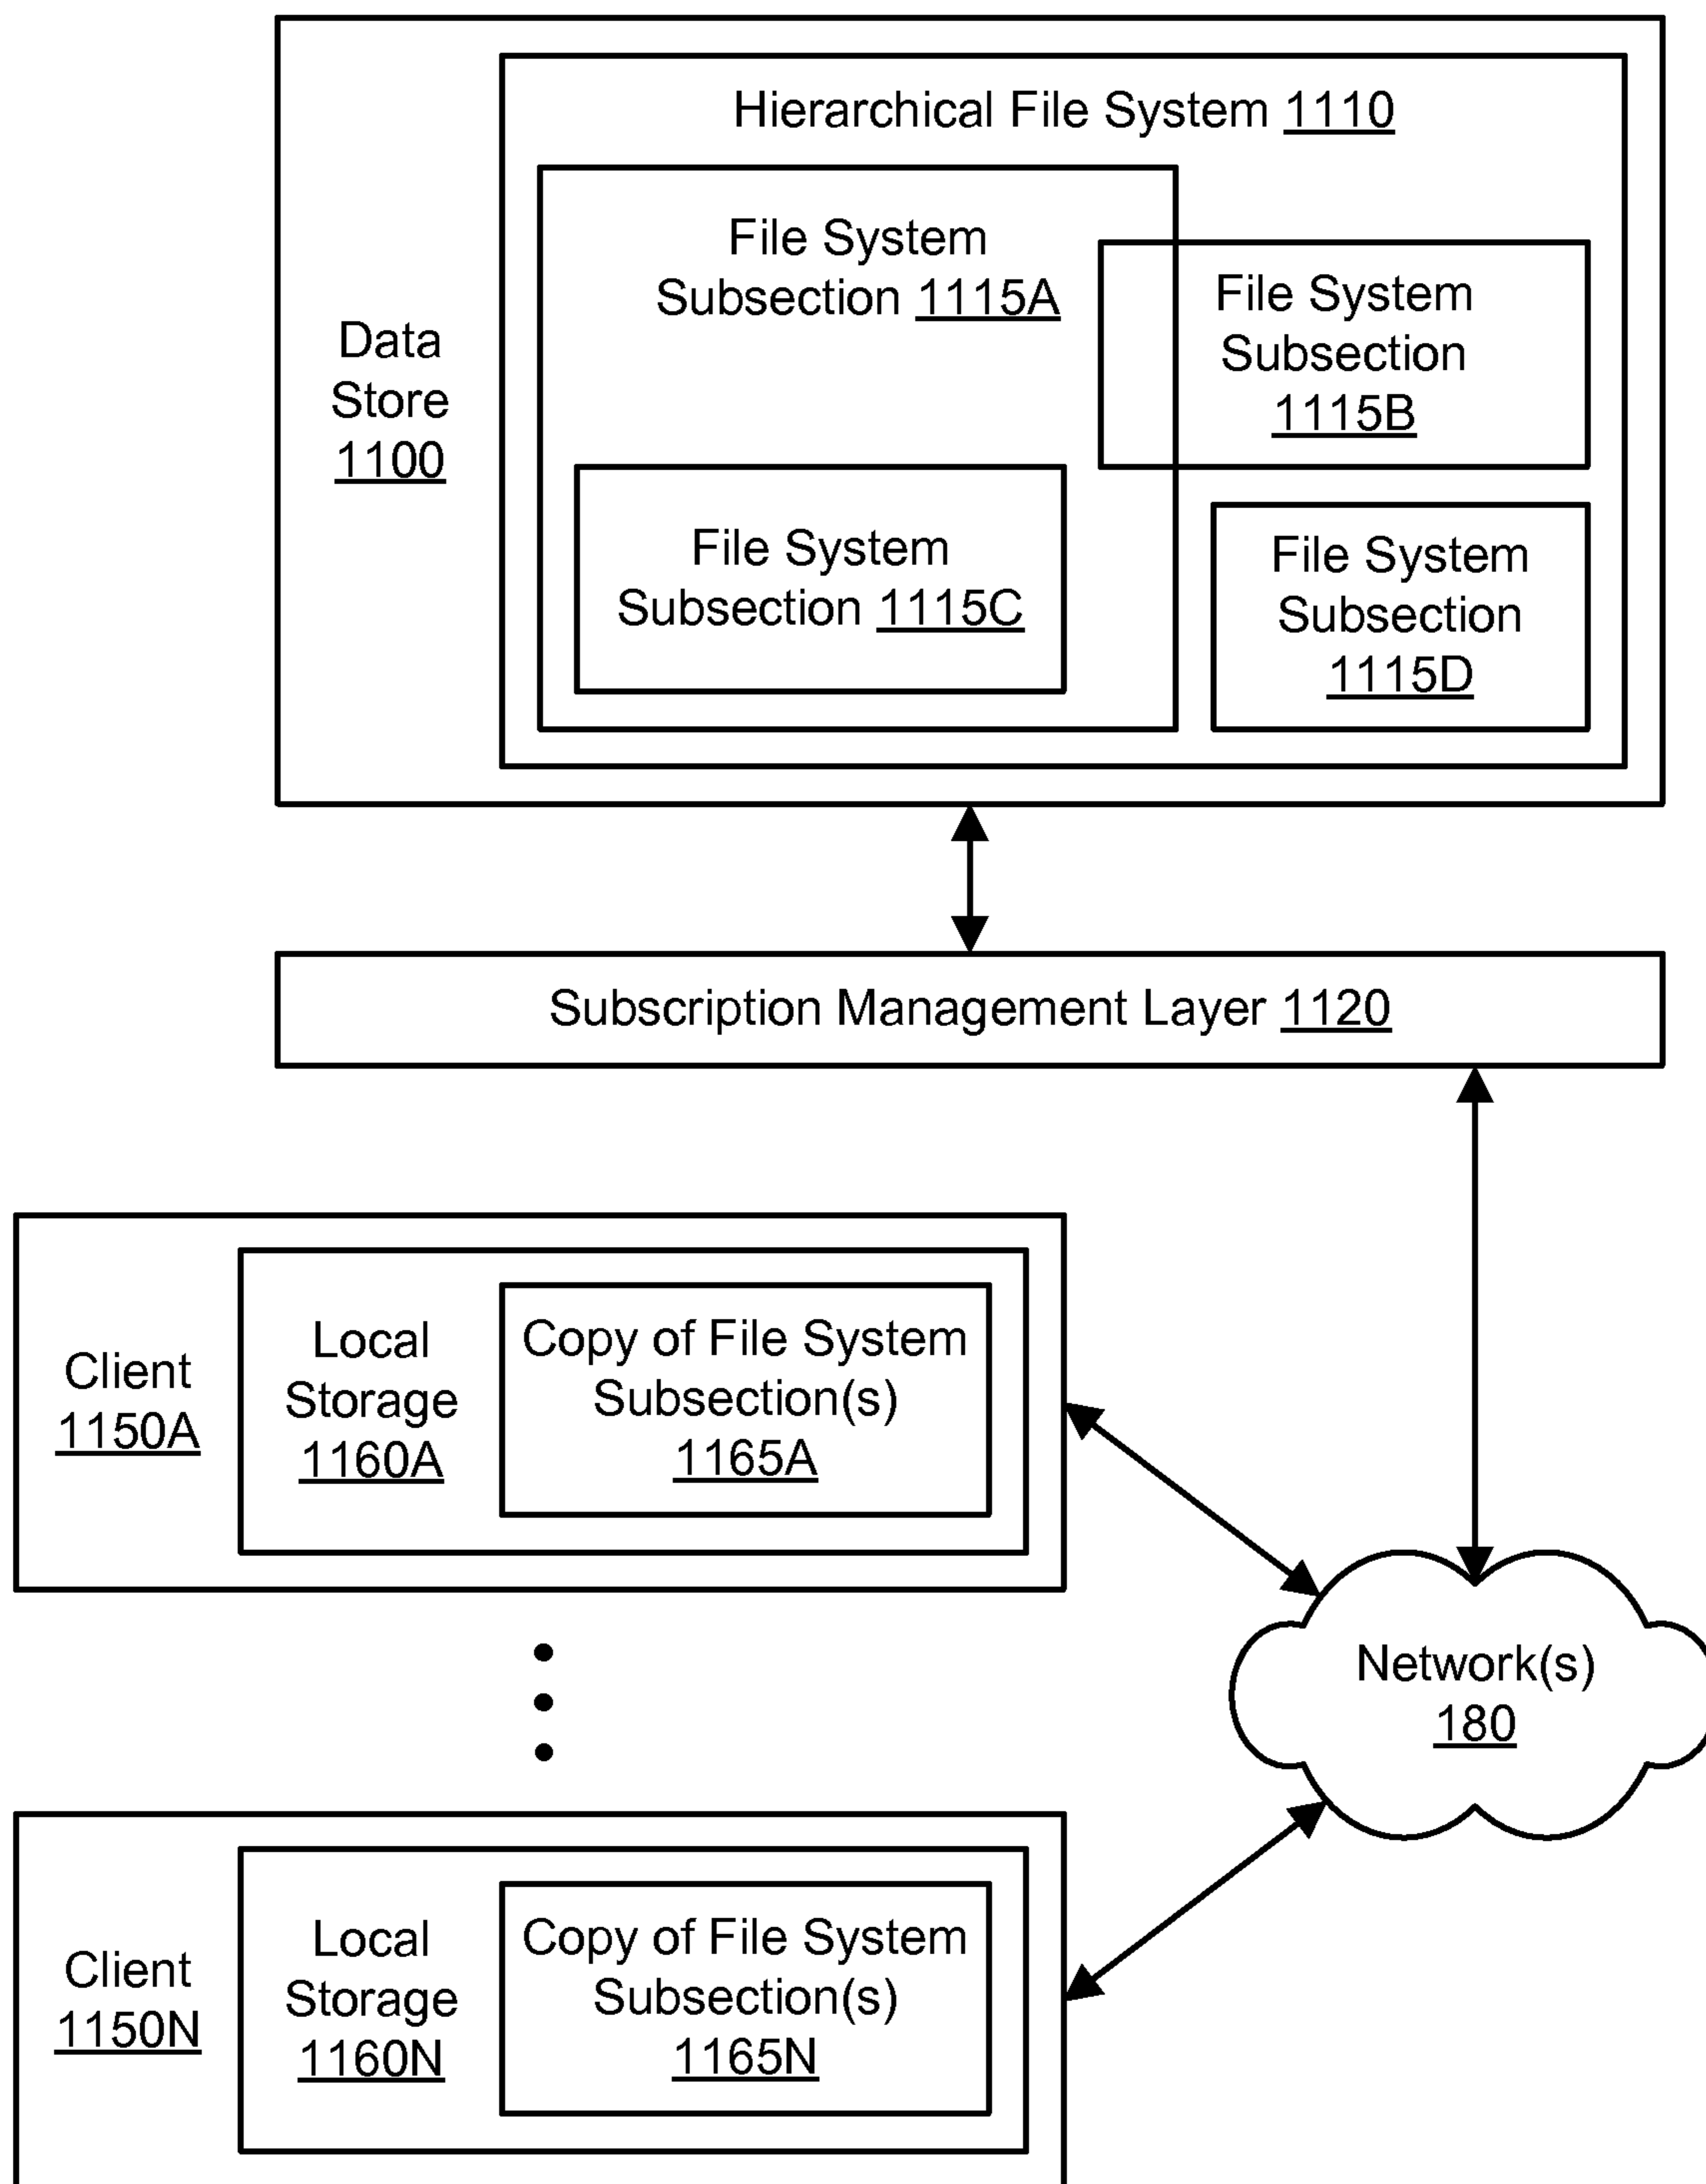 Hierarchical File System 1110
File System
Subsection 1115A
File System
Subsection
1115B
Data
Store
1100
File System
Subsection 1115C
File System
Subsection
1115D
Subscription Management Layer 1120
Client
1150A
Local
Storage
1160A
Copy of File System
Subsection(s)
1165A
Network(s)
180
Client
1150N
Local
Storage
1160N
Copy of File System
Subsection(s)
1165N